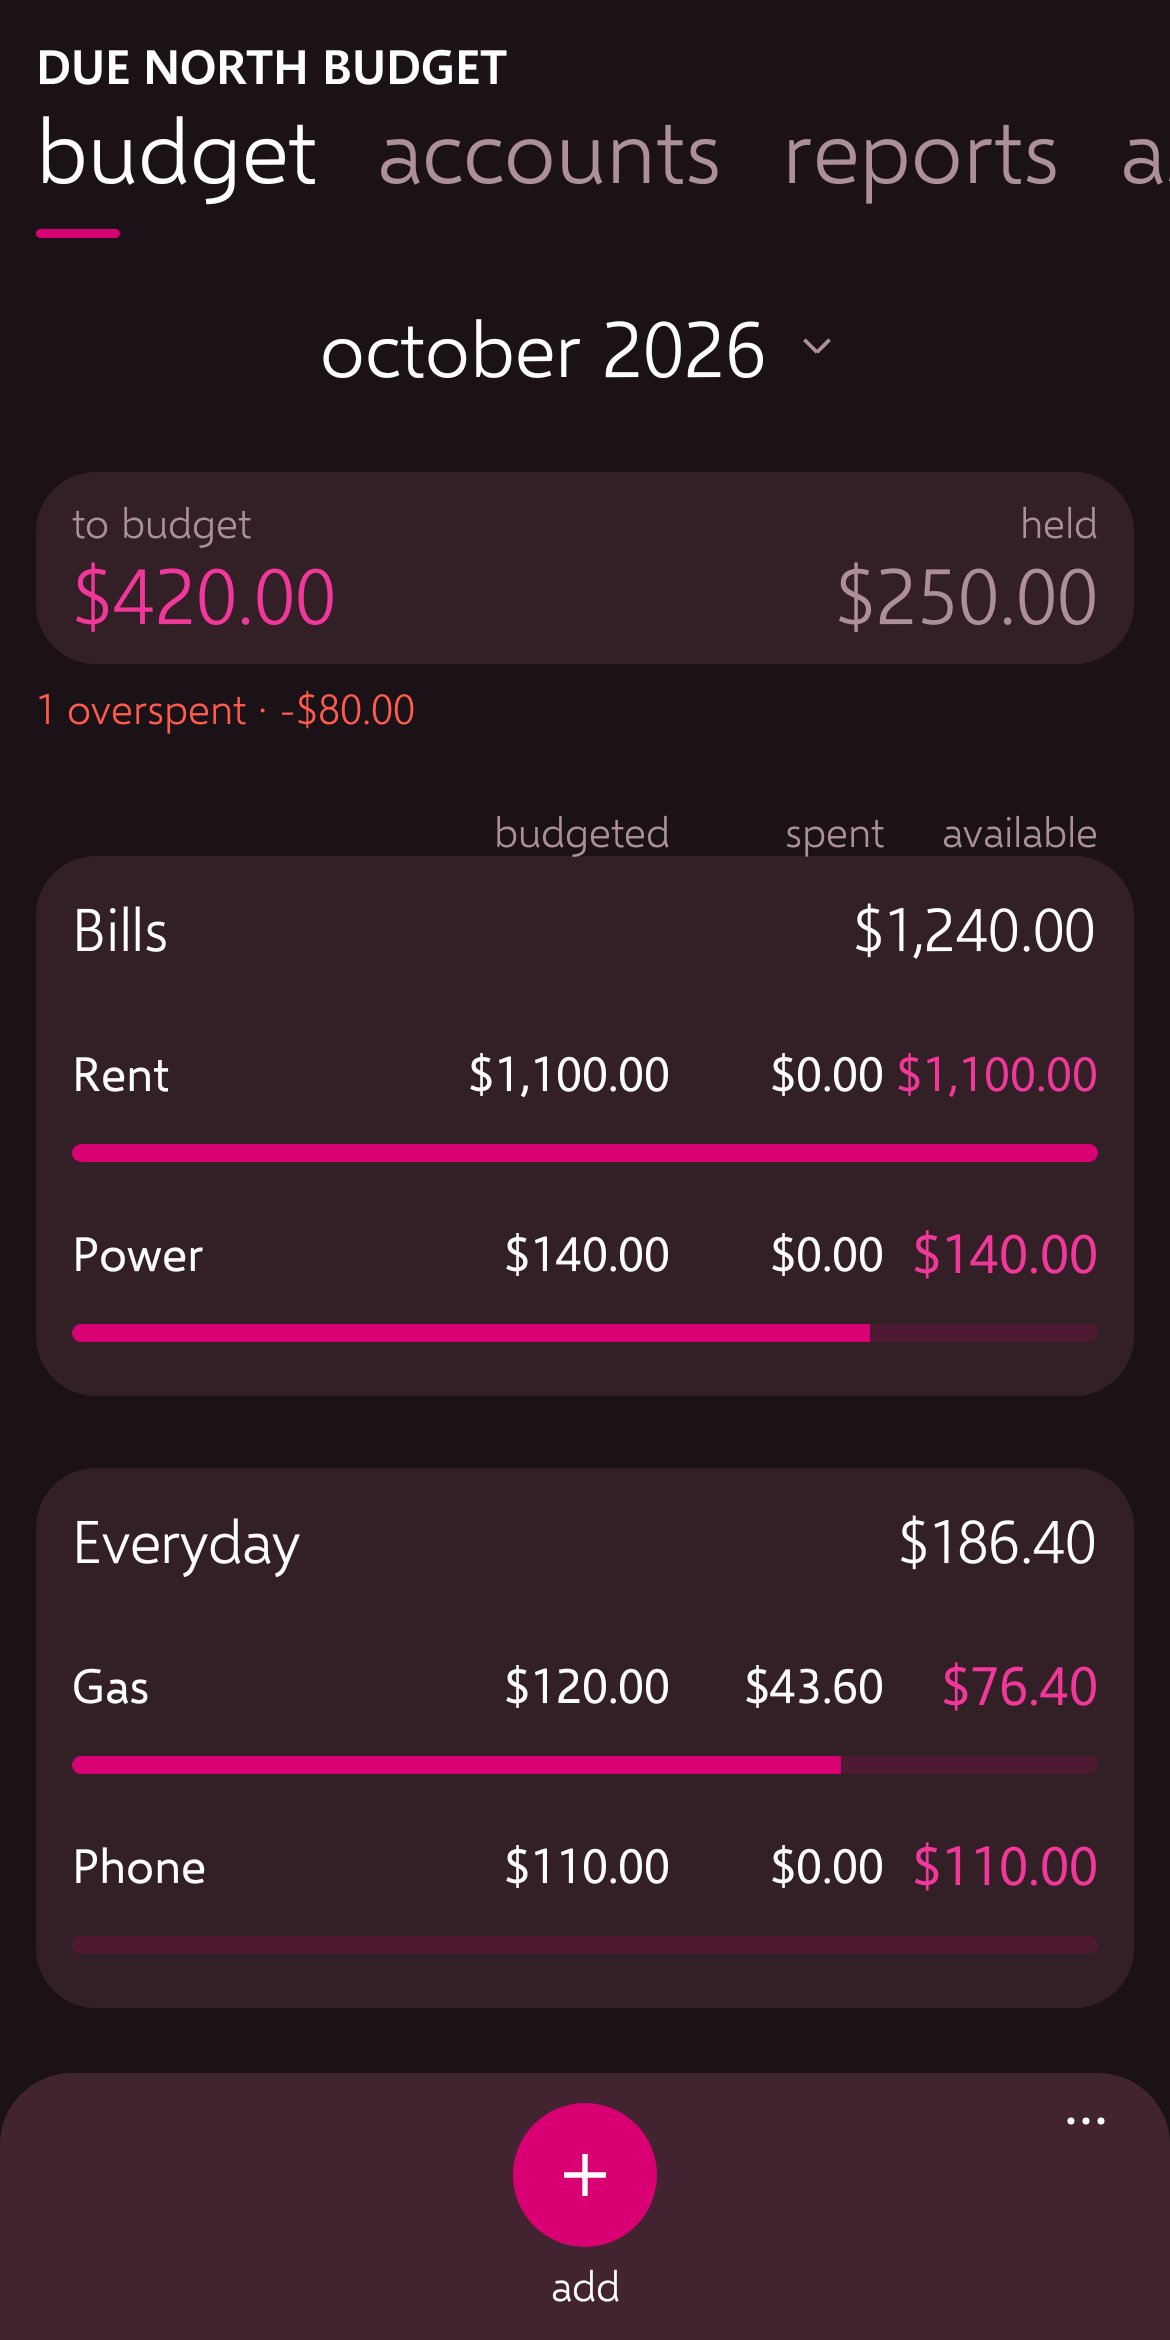 DUE NORTH BUDGET
budget accounts reports a
october 2026
to budget held
$420.00 $250.00
1 overspent · -$80.00
budgeted spent available
Bills $1,240.00
Rent $1,100.00 $0.00 $1,100.00
Power $140.00 $0.00 $140.00
Everyday $186.40
Gas $120.00 $43.60 $76.40
Phone $110.00 $0.00 $110.00
add